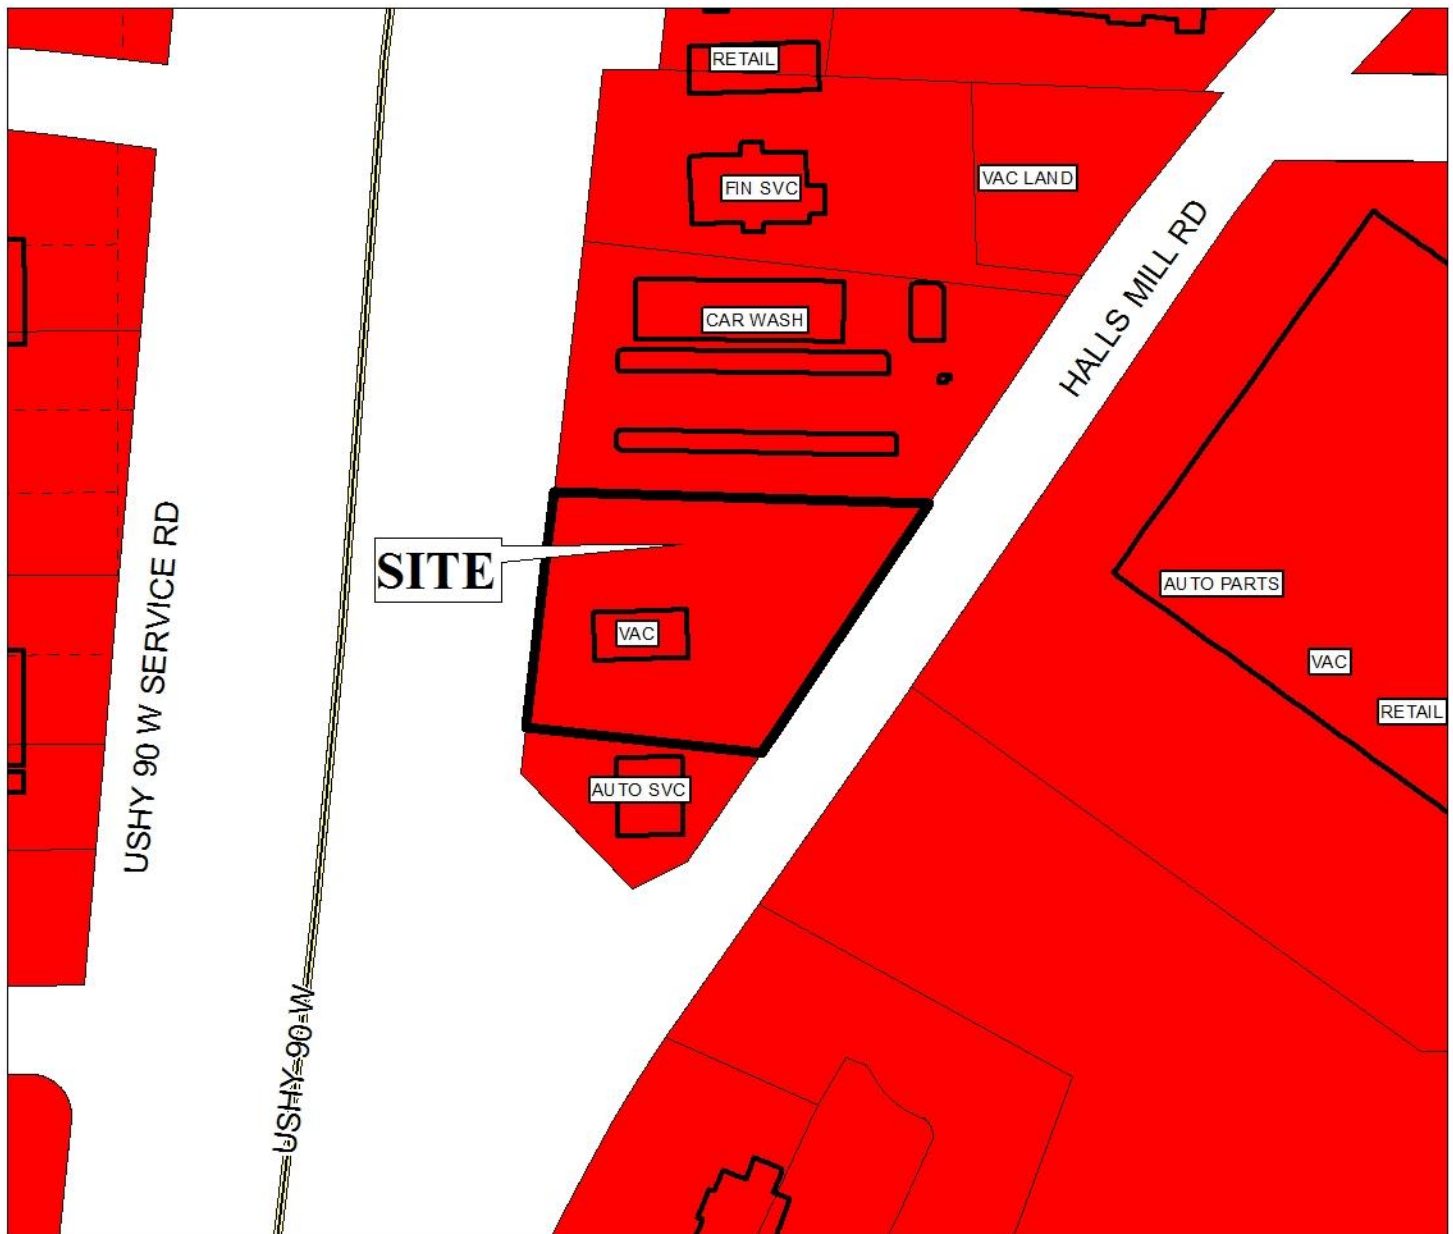 RETAIL
FIN SVC
VAC LAND
HALLS MILL RD
CAR WASH
SITE
USHY 90 W SERVICE RD
AUTO PARTS
VAC
VAC
RETAIL
AUTO SVC
USHY 90 W